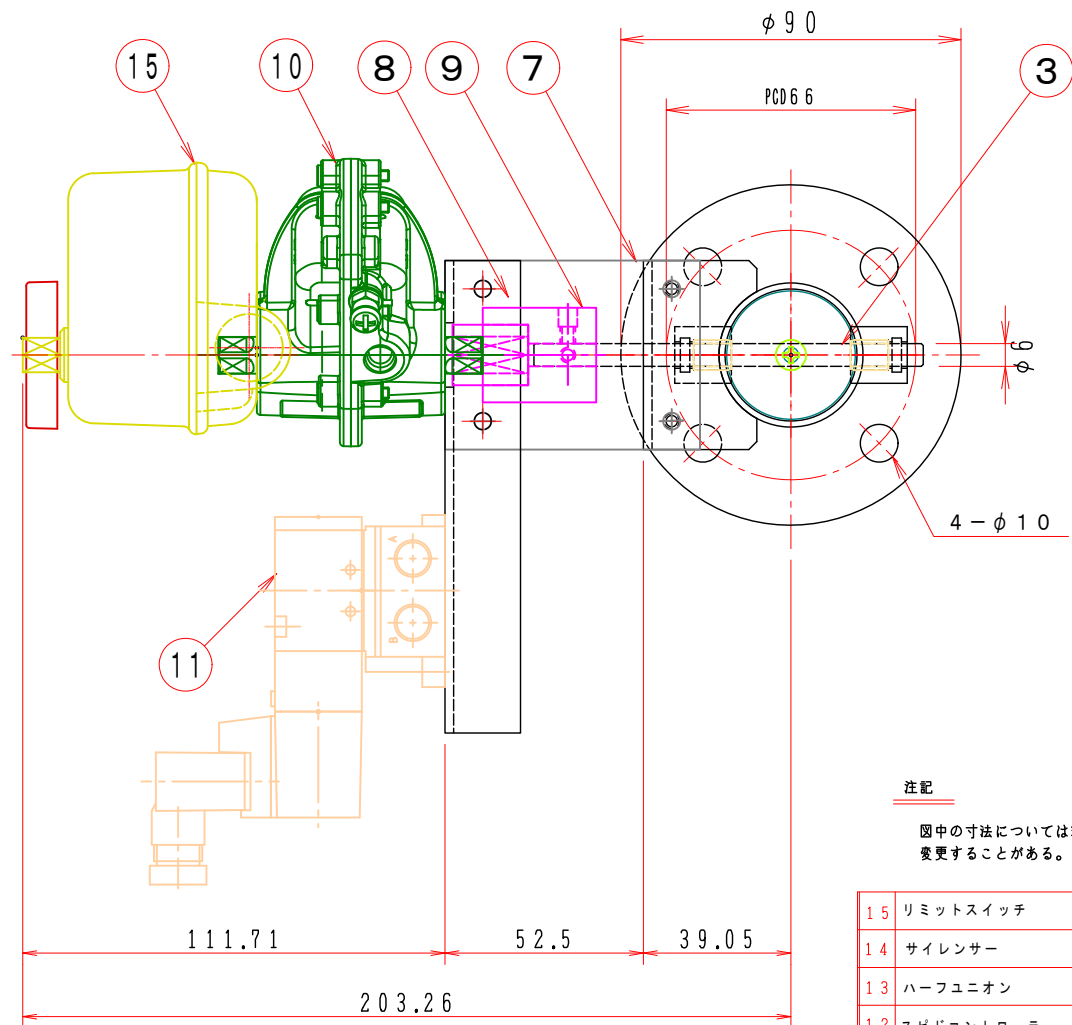 φ90
15
10
8
9
7
3
PCD66
φ6
4-φ10
A
B
11
注記
図中の寸法については
変更することがある。
111.71
52.5
39.05
203.26
15 リミットスイッチ
14 サイレンサー
13 ハーフユニオン